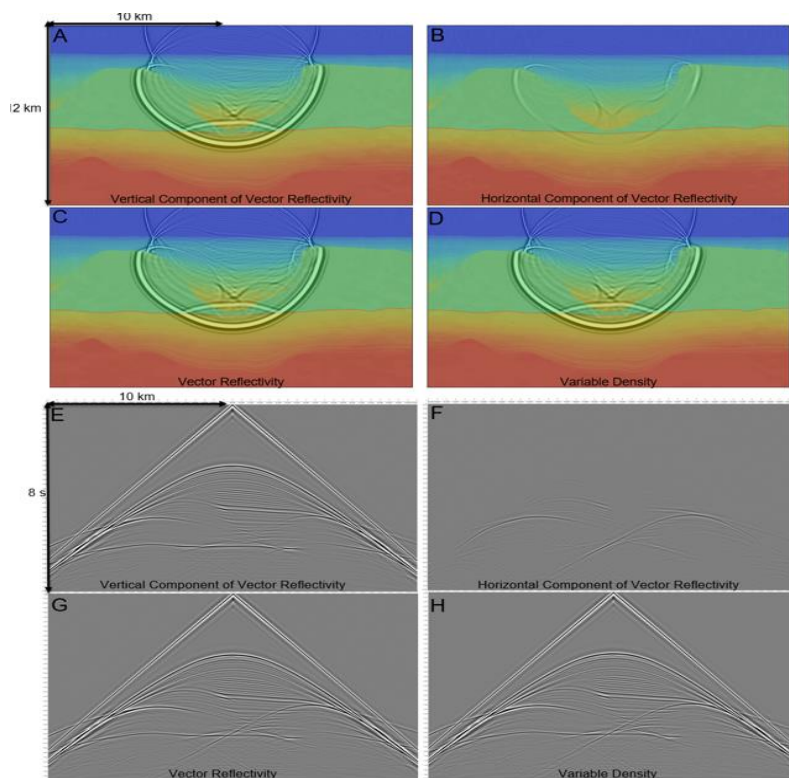 10 km
A
B
12 km
Vertical Component of Vector Reflectivity
Horizontal Component of Vector Reflectivity
C
D
Vector Reflectivity
Variable Density
10 km
E
F
8 s
Vertical Component of Vector Reflectivity
Horizontal Component of Vector Reflectivity
G
H
Vector Reflectivity
Variable Density